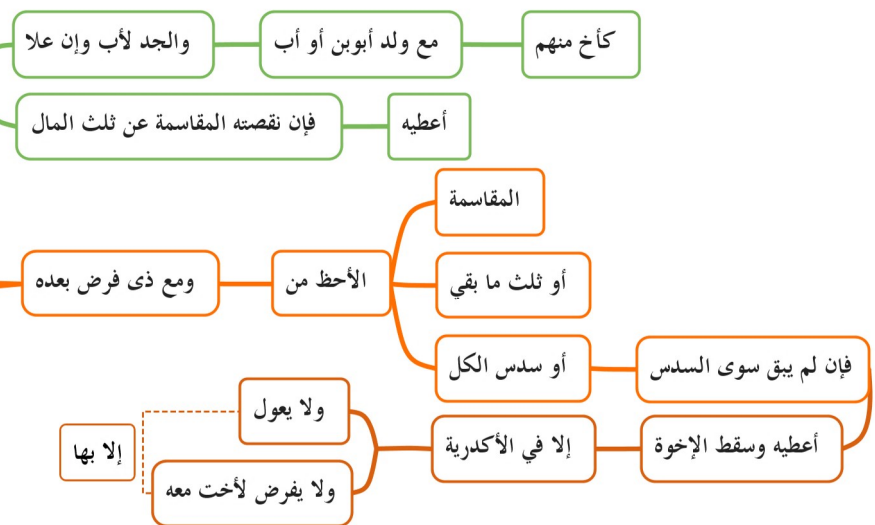 والجد لأب وإن علا
مع ولد أبوين أو أب
كأخ منهم
فإن نقصته المقاسمة عن ثلث المال
أعطيه
ومع ذى فرض بعده
الأحظ من
المقاسمة
أو ثلث ما بقي
أو سدس الكل
فإن لم يبق سوى السدس
أعطيه وسقط الإخوة
إلا في الأكدرية
ولا يعول
ولا يفرض لأخت معه
إلا بها